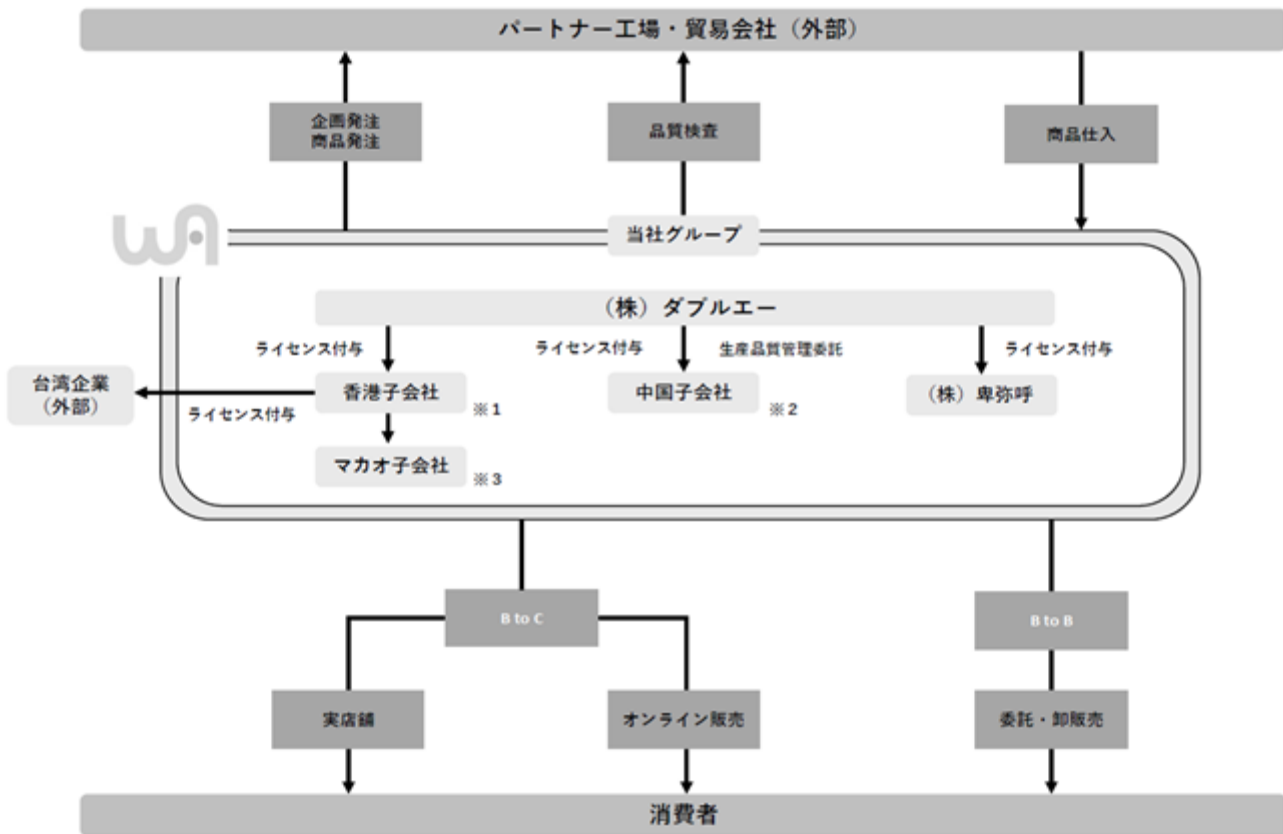 パートナー工場・貿易会社（外部）
企画発注
商品発注
品質検査
商品仕入
WA
当社グループ
（株）ダブルエー
ライセンス付与
ライセンス付与
生産品質管理委託
ライセンス付与
台湾企業
（外部）
ライセンス付与
香港子会社
※1
中国子会社
※2
（株）卑弥呼
マカオ子会社
※3
B to C
B to B
実店舗
オンライン販売
委託・卸販売
消費者